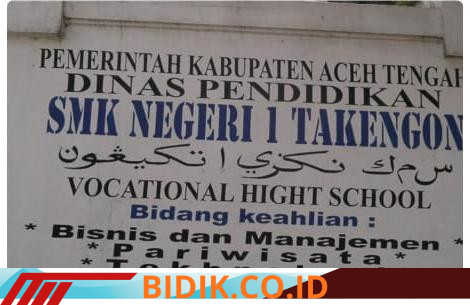 PEMERINTAH KABUPATEN ACEH TENGAH
DINAS PENDIDIKAN
SMK NEGERI 1 TAKENGON
س م ك نكري ١ تكيڠون
VOCATIONAL HIGHT SCHOOL
Bidang keahlian :
* Bisnis dan Manajemen *
* Pariwisata *
BIDIK.CO.ID